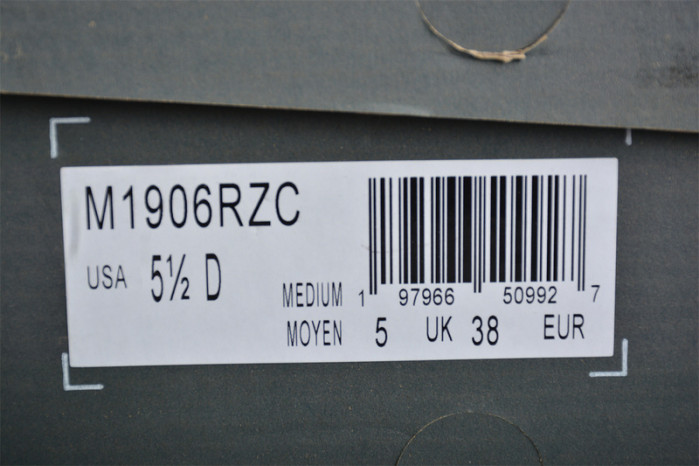 M1906RZC
USA 5½ D
MEDIUM 1 97966 50992 7
MOYEN 5 UK 38 EUR